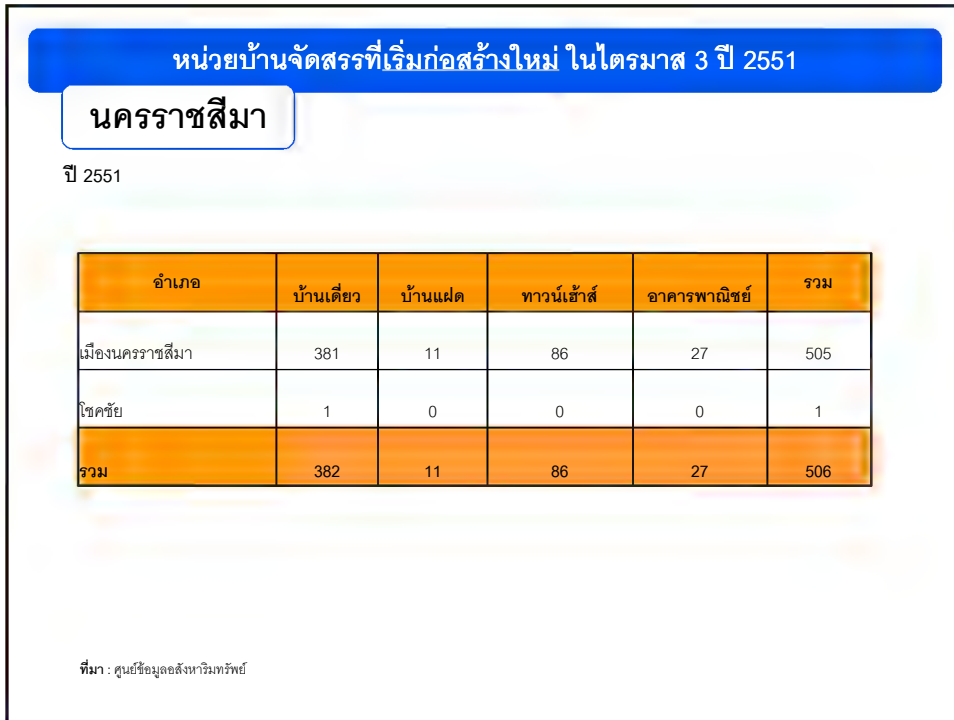 หน่วยบ้านจัดสรรที่เริ่มก่อสร้างใหม่ ในไตรมาส 3 ปี 2551
นครราชสีมา
ปี 2551
อำเภอ บ้านเดี่ยว บ้านแฝด ทาวน์เฮ้าส์ อาคารพาณิชย์ รวม
เมืองนครราชสีมา 381 11 86 27 505
โชคชัย 1 0 0 0 1
รวม 382 11 86 27 506
ที่มา : ศูนย์ข้อมูลอสังหาริมทรัพย์